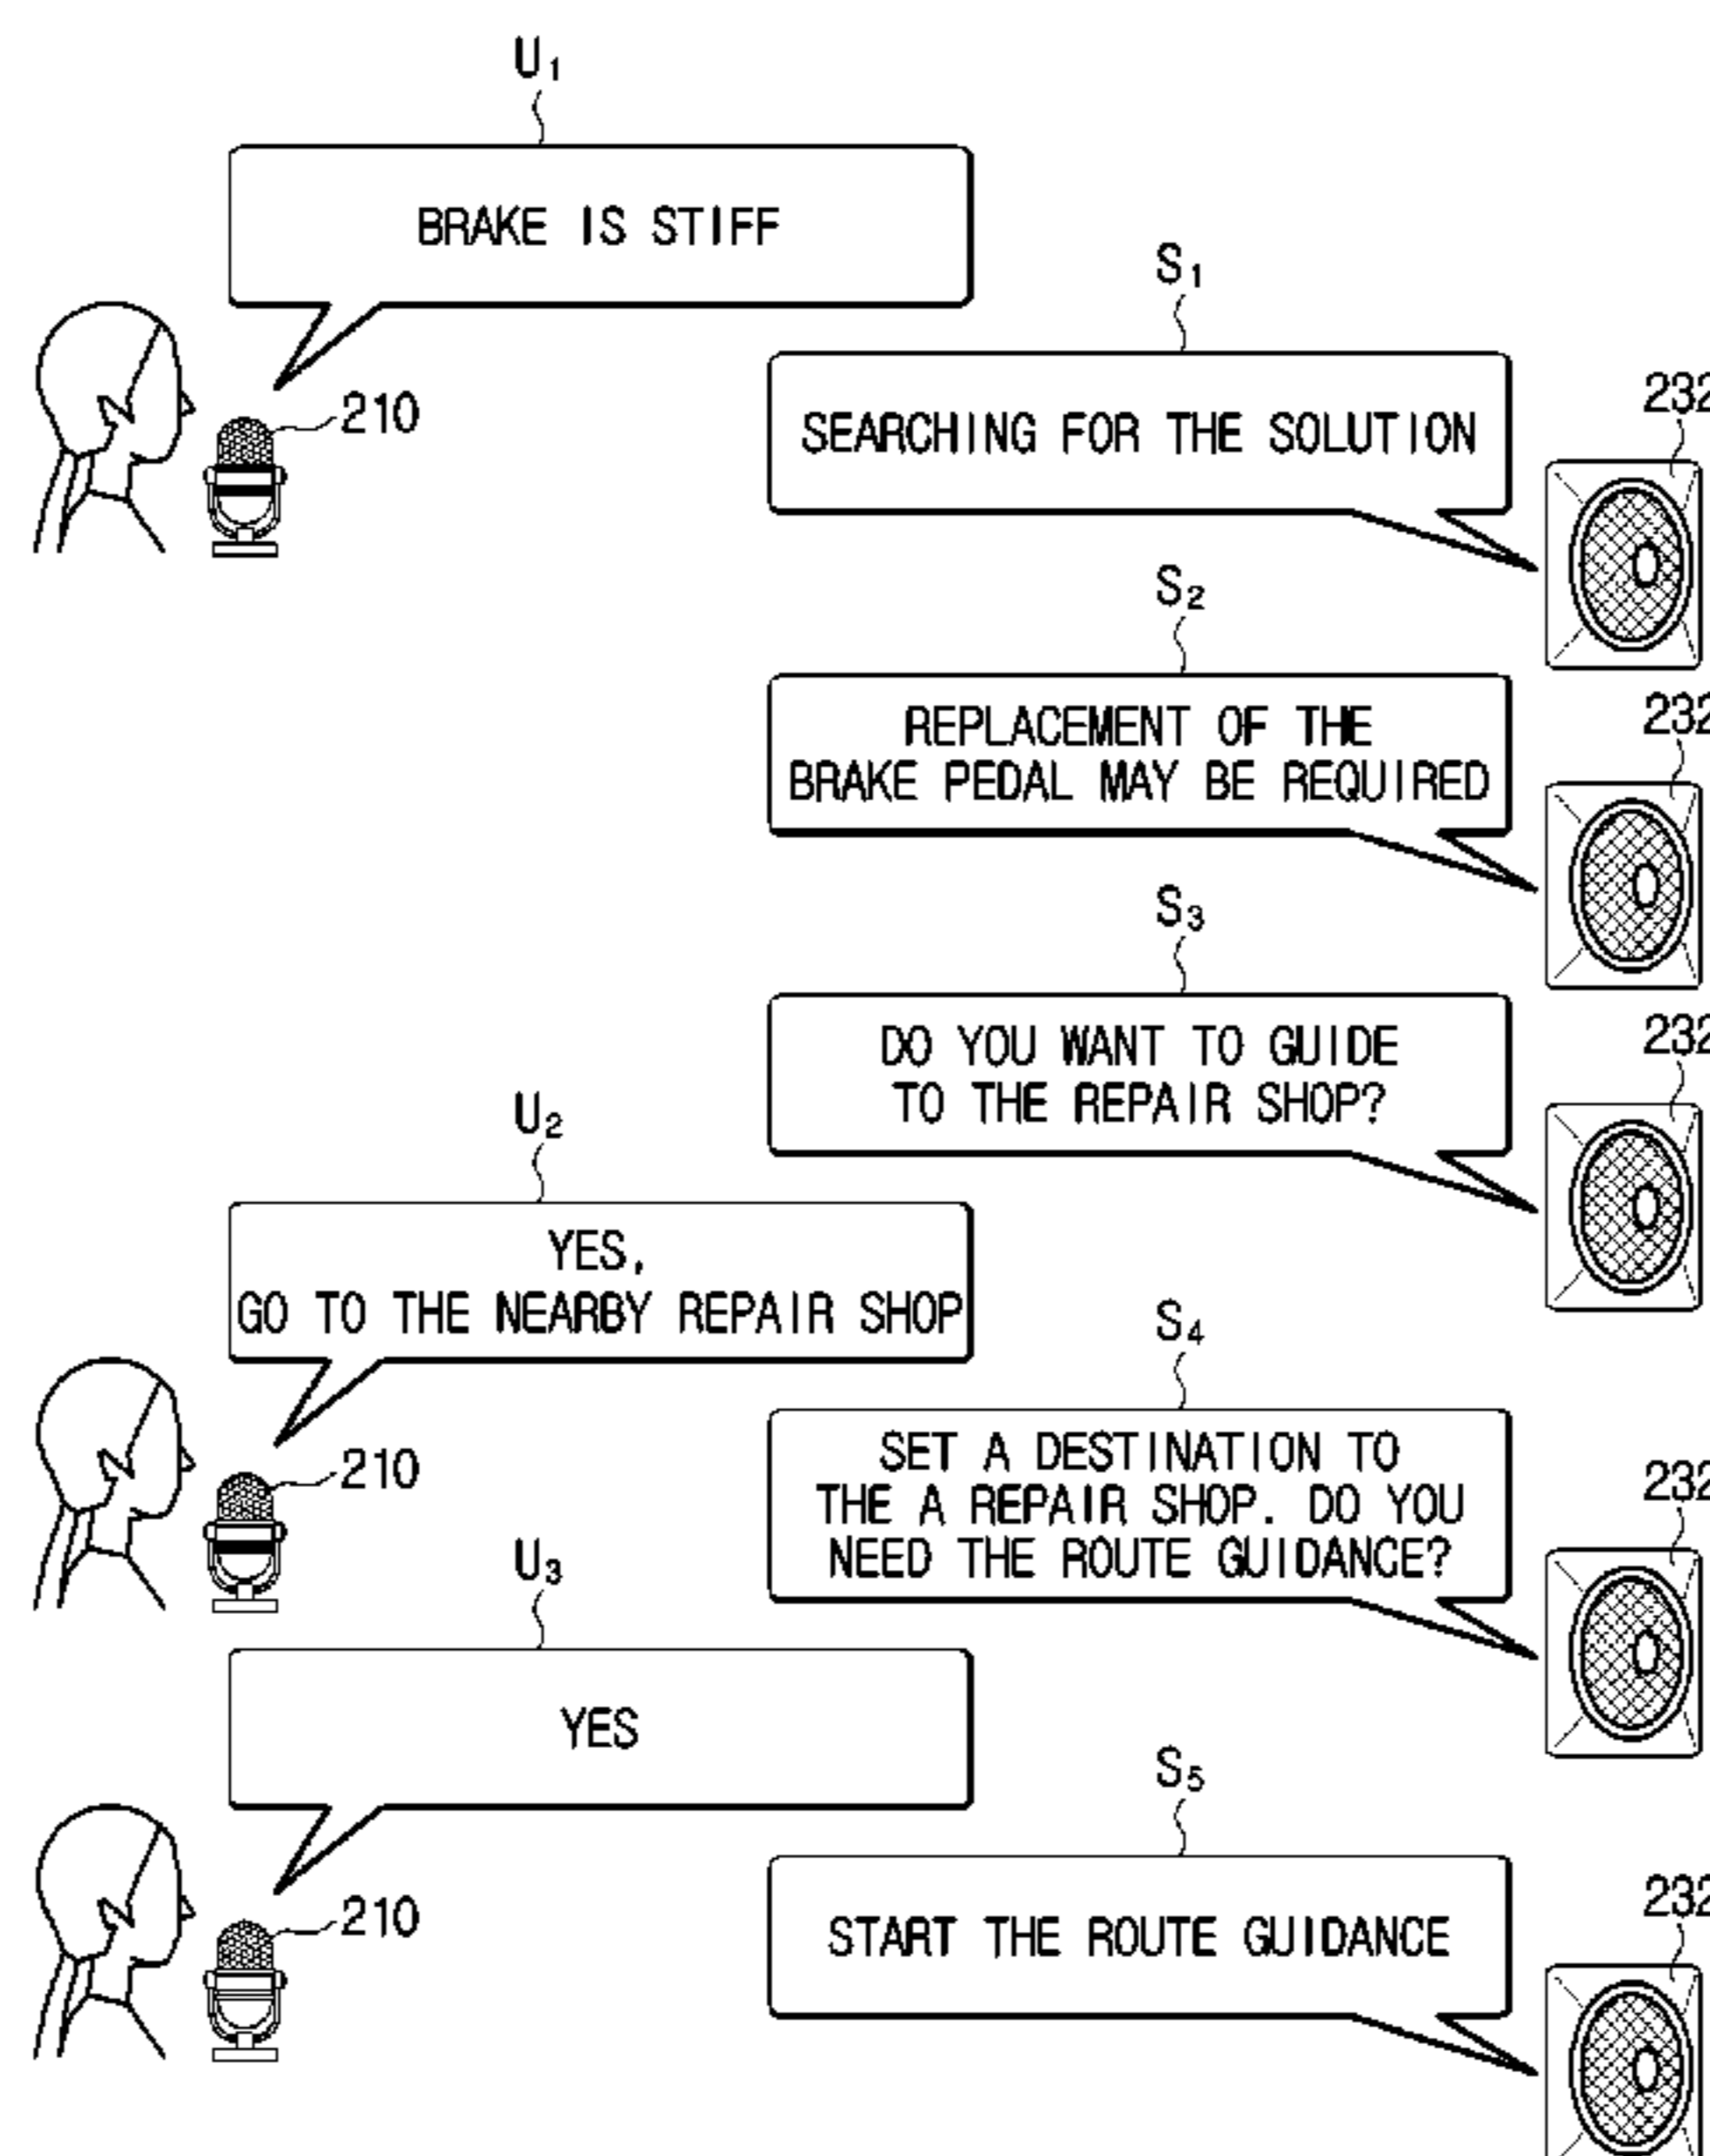 U₁
BRAKE IS STIFF
210
S₁
SEARCHING FOR THE SOLUTION
232
S₂
REPLACEMENT OF THE
BRAKE PEDAL MAY BE REQUIRED
232
S₃
DO YOU WANT TO GUIDE
TO THE REPAIR SHOP?
232
U₂
YES,
GO TO THE NEARBY REPAIR SHOP
210
S₄
SET A DESTINATION TO
THE A REPAIR SHOP. DO YOU
NEED THE ROUTE GUIDANCE?
232
U₃
YES
210
S₅
START THE ROUTE GUIDANCE
232